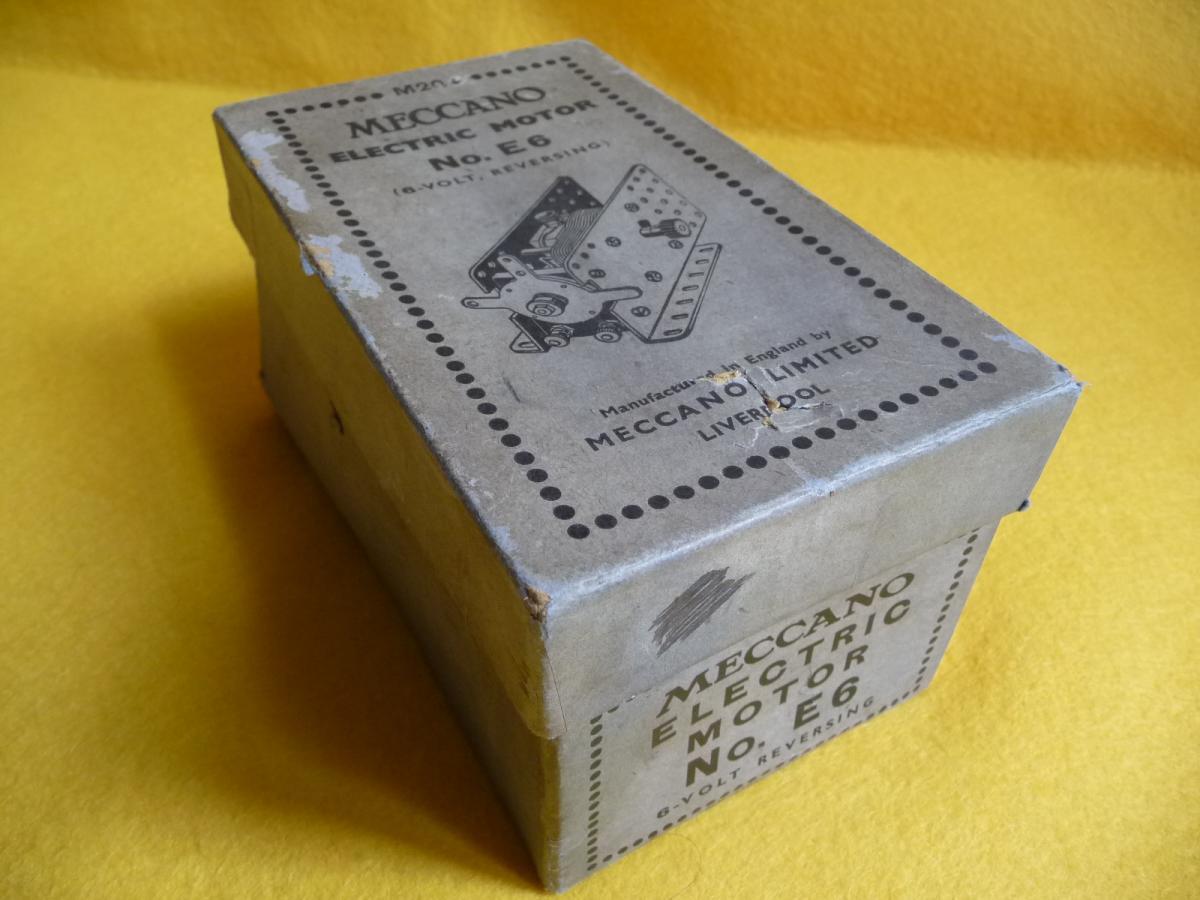 MECCANO
ELECTRIC MOTOR
No. E6
(6-VOLT, REVERSING)
Manufactured in England by
MECCANO LIMITED
LIVERPOOL
MECCANO
ELECTRIC
MOTOR
NO. E6
6-VOLT REVERSING